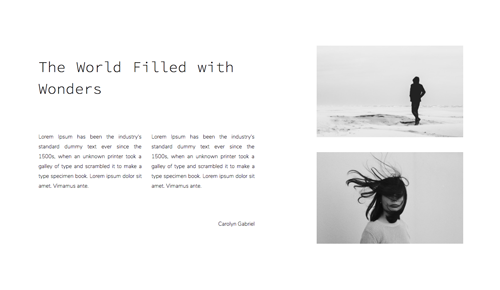 The World Filled with
Wonders
Lorem Ipsum has been the industry's
standard dummy text ever since the
1500s, when an unknown printer took a
galley of type and scrambled it to make a
type specimen book. Lorem ipsum dolor sit
amet. Vimamus ante.
Lorem Ipsum has been the industry's
standard dummy text ever since the
1500s, when an unknown printer took a
galley of type and scrambled it to make a
type specimen book. Lorem ipsum dolor sit
amet. Vimamus ante.
Carolyn Gabriel